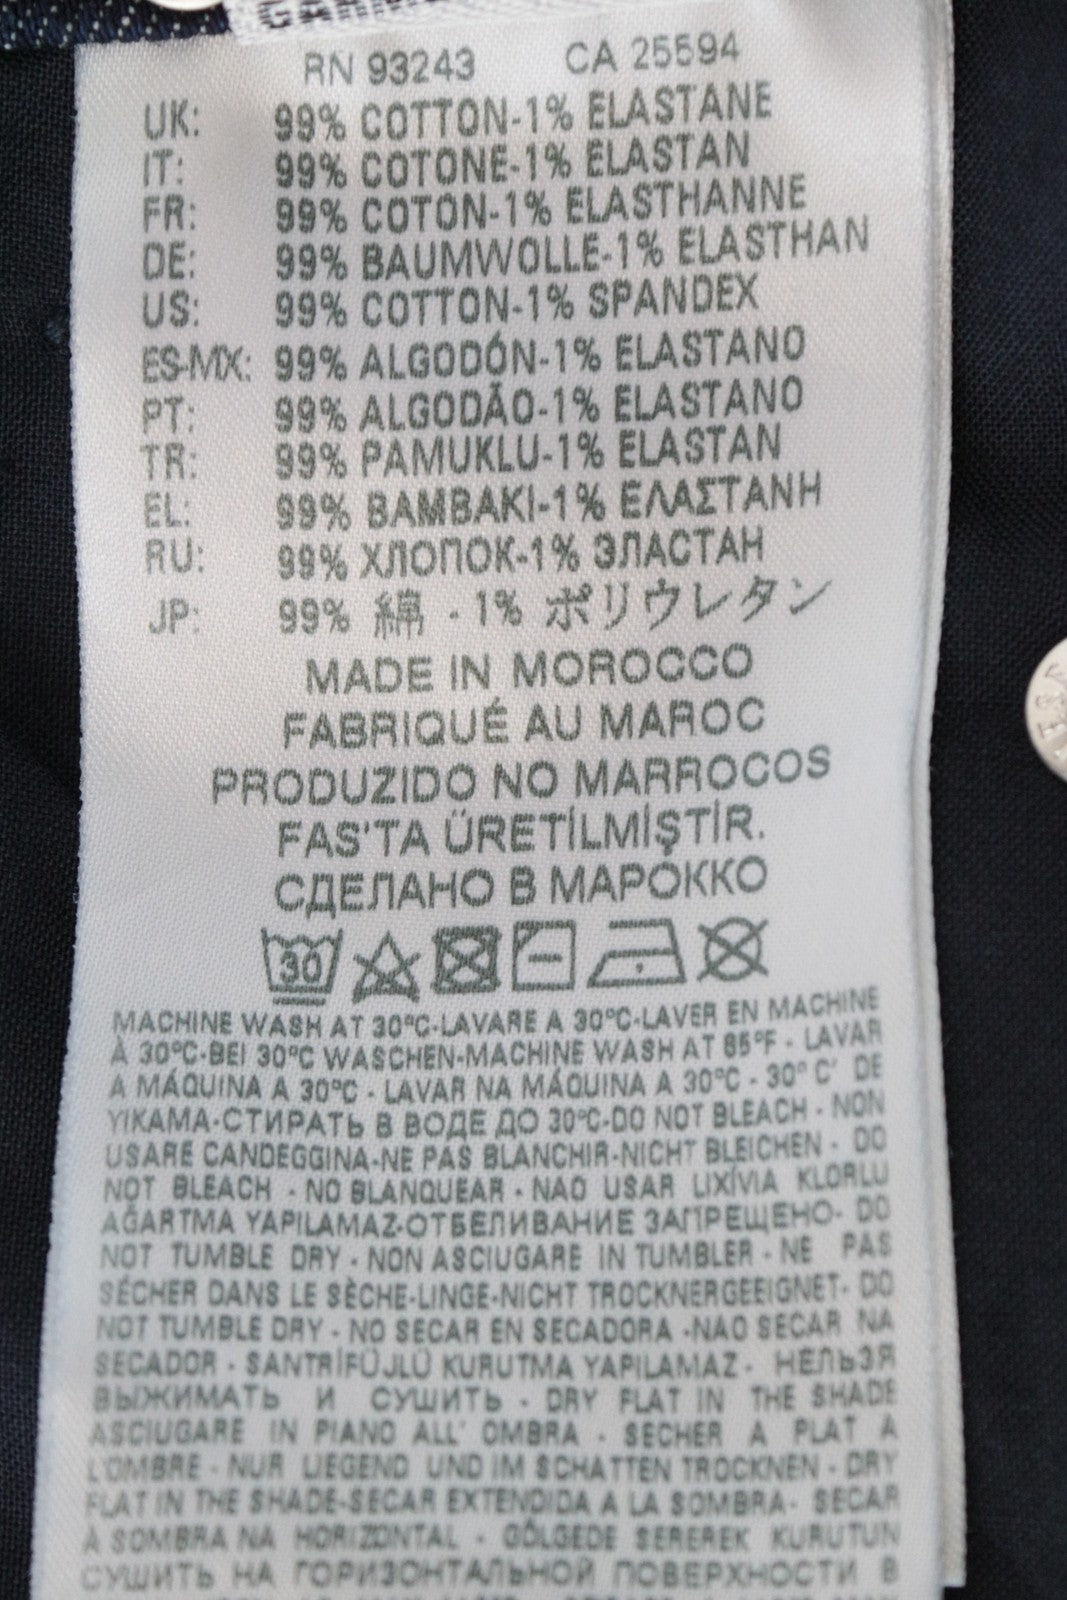 RN 93243 CA 25594
UK: 99% COTTON-1% ELASTANE
IT: 99% COTONE-1% ELASTAN
FR: 99% COTON-1% ELASTHANNE
DE: 99% BAUMWOLLE-1% ELASTHAN
US: 99% COTTON-1% SPANDEX
ES-MX: 99% ALGODÓN-1% ELASTANO
PT: 99% ALGODÃO-1% ELASTANO
TR: 99% PAMUKLU-1% ELASTAN
EL: 99% BAMBAKI-1% ΕΛΑΣΤΑΝΗ
RU: 99% ХЛОПОК-1% ЭЛАСТАН
JP: 99% 綿 - 1% ポリウレタン
MADE IN MOROCCO
FABRIQUÉ AU MAROC
PRODUZIDO NO MARROCOS
FAS'TA ÜRETİLMİŞTİR.
СДЕЛАНО В МАРОККО
30
MACHINE WASH AT 30°C-LAVARE A 30°C-LAVER EN MACHINE
À 30°C-BEI 30°C WASCHEN-MACHINE WASH AT 85°F - LAVAR
A MÁQUINA A 30°C - LAVAR NA MÁQUINA A 30°C - 30° C' DE
YIKAMA-СТИРАТЬ В ВОДЕ ДО 30°C-DO NOT BLEACH - NON
USARE CANDEGGINA-NE PAS BLANCHIR-NICHT BLEICHEN - DO
NOT BLEACH - NO BLANQUEAR - NAO USAR LIXÍVIA KLORLU
AĞARTMA YAPILAMAZ-ОТБЕЛИВАНИЕ ЗАПРЕЩЕНО- DO
NOT TUMBLE DRY - NON ASCIUGARE IN TUMBLER - NE PAS
SÉCHER DANS LE SÈCHE-LINGE-NICHT TROCKNERGEEIGNET- DO
NOT TUMBLE DRY - NO SECAR EN SECADORA -NAO SECAR NA
SECADOR - SANTRİFÜJLÜ KURUTMA YAPILAMAZ - НЕЛЬЗЯ
ВЫЖИМАТЬ И СУШИТЬ - DRY FLAT IN THE SHADE
ASCIUGARE IN PIANO ALL' OMBRA - SÉCHER A PLAT A
L'OMBRE - NUR LIEGEND UND IM SCHATTEN TROCKNEN - DRY
FLAT IN THE SHADE-SECAR EXTENDIDA A LA SOMBRA- SECAR
À SOMBRA NA HORIZONTAL - GÖLGEDE SEREREK KURUTUN
СУШИТЬ НА ГОРИЗОНТАЛЬНОЙ ПОВЕРХНОСТИ В